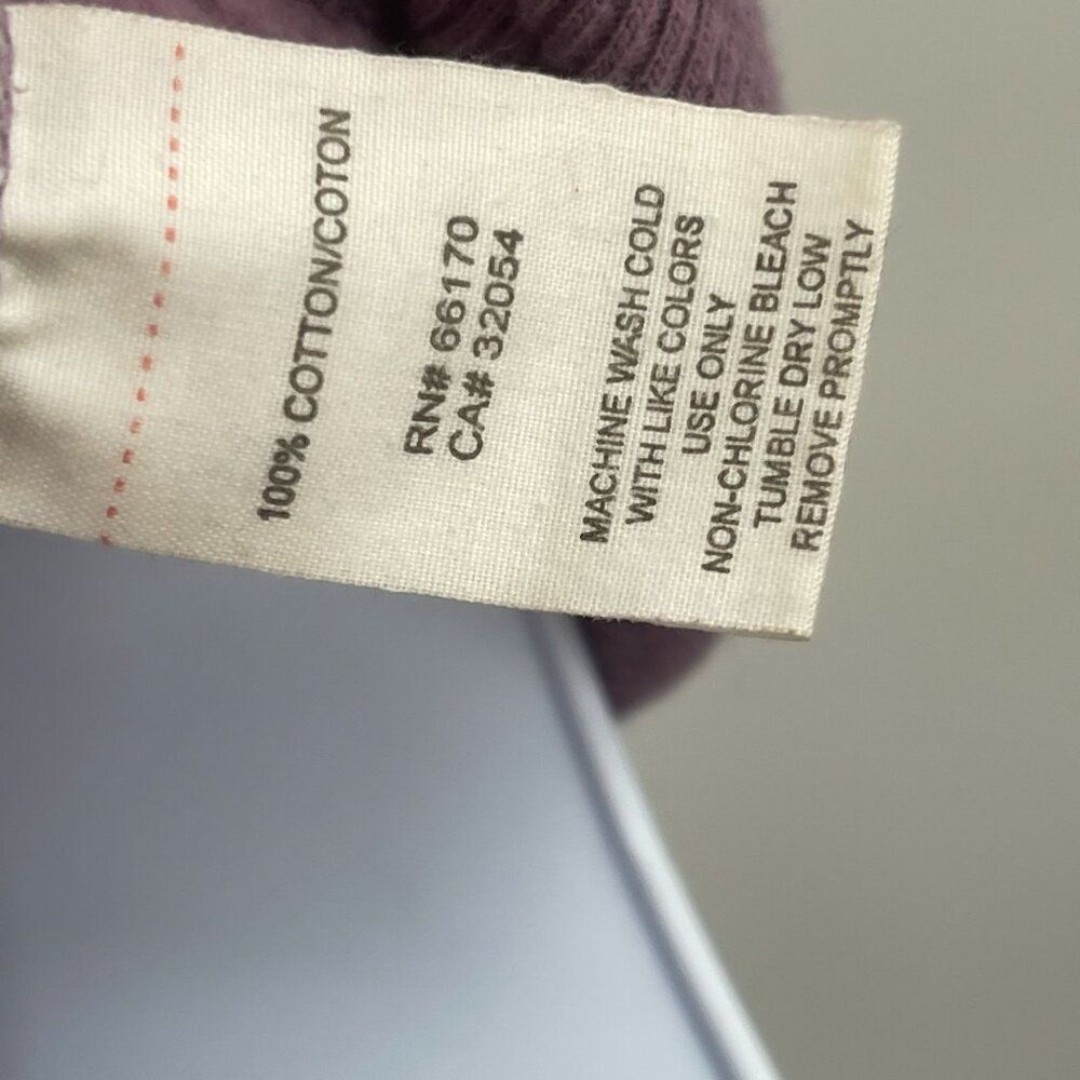 100% COTTON/COTON
RN# 66170
CA# 32054
MACHINE WASH COLD
WITH LIKE COLORS
USE ONLY
NON-CHLORINE BLEACH
TUMBLE DRY LOW
REMOVE PROMPTLY